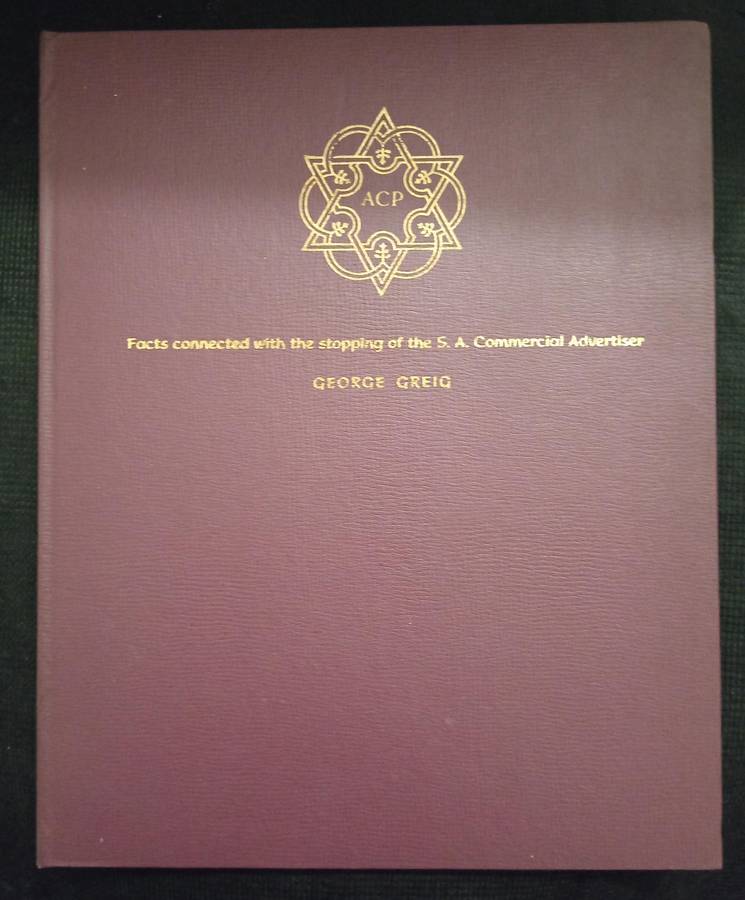 ACP
Facts connected with the stopping of the S. A. Commercial Advertiser
GEORGE GREIG